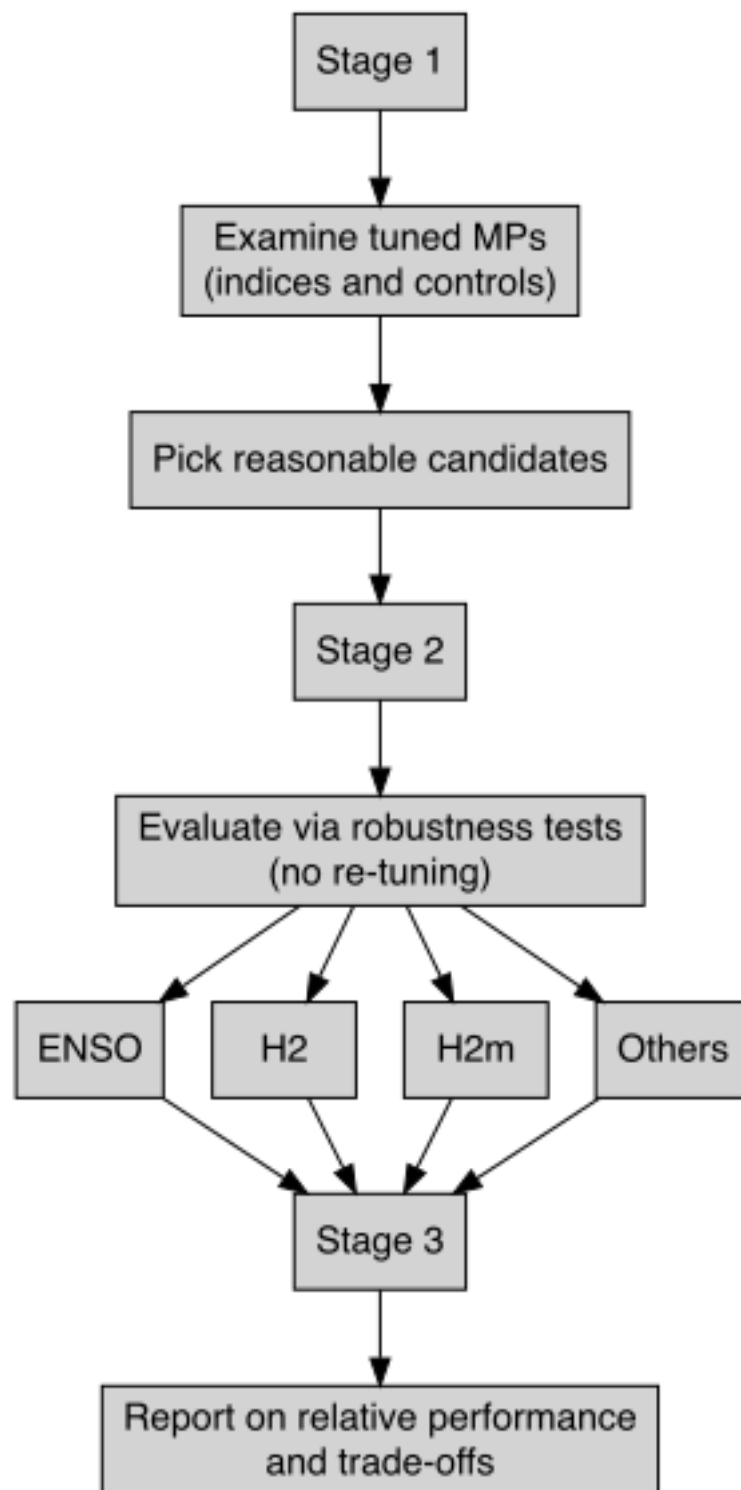 Stage 1
Examine tuned MPs
(indices and controls)
Pick reasonable candidates
Stage 2
Evaluate via robustness tests
(no re-tuning)
ENSO
H2
H2m
Others
Stage 3
Report on relative performance
and trade-offs